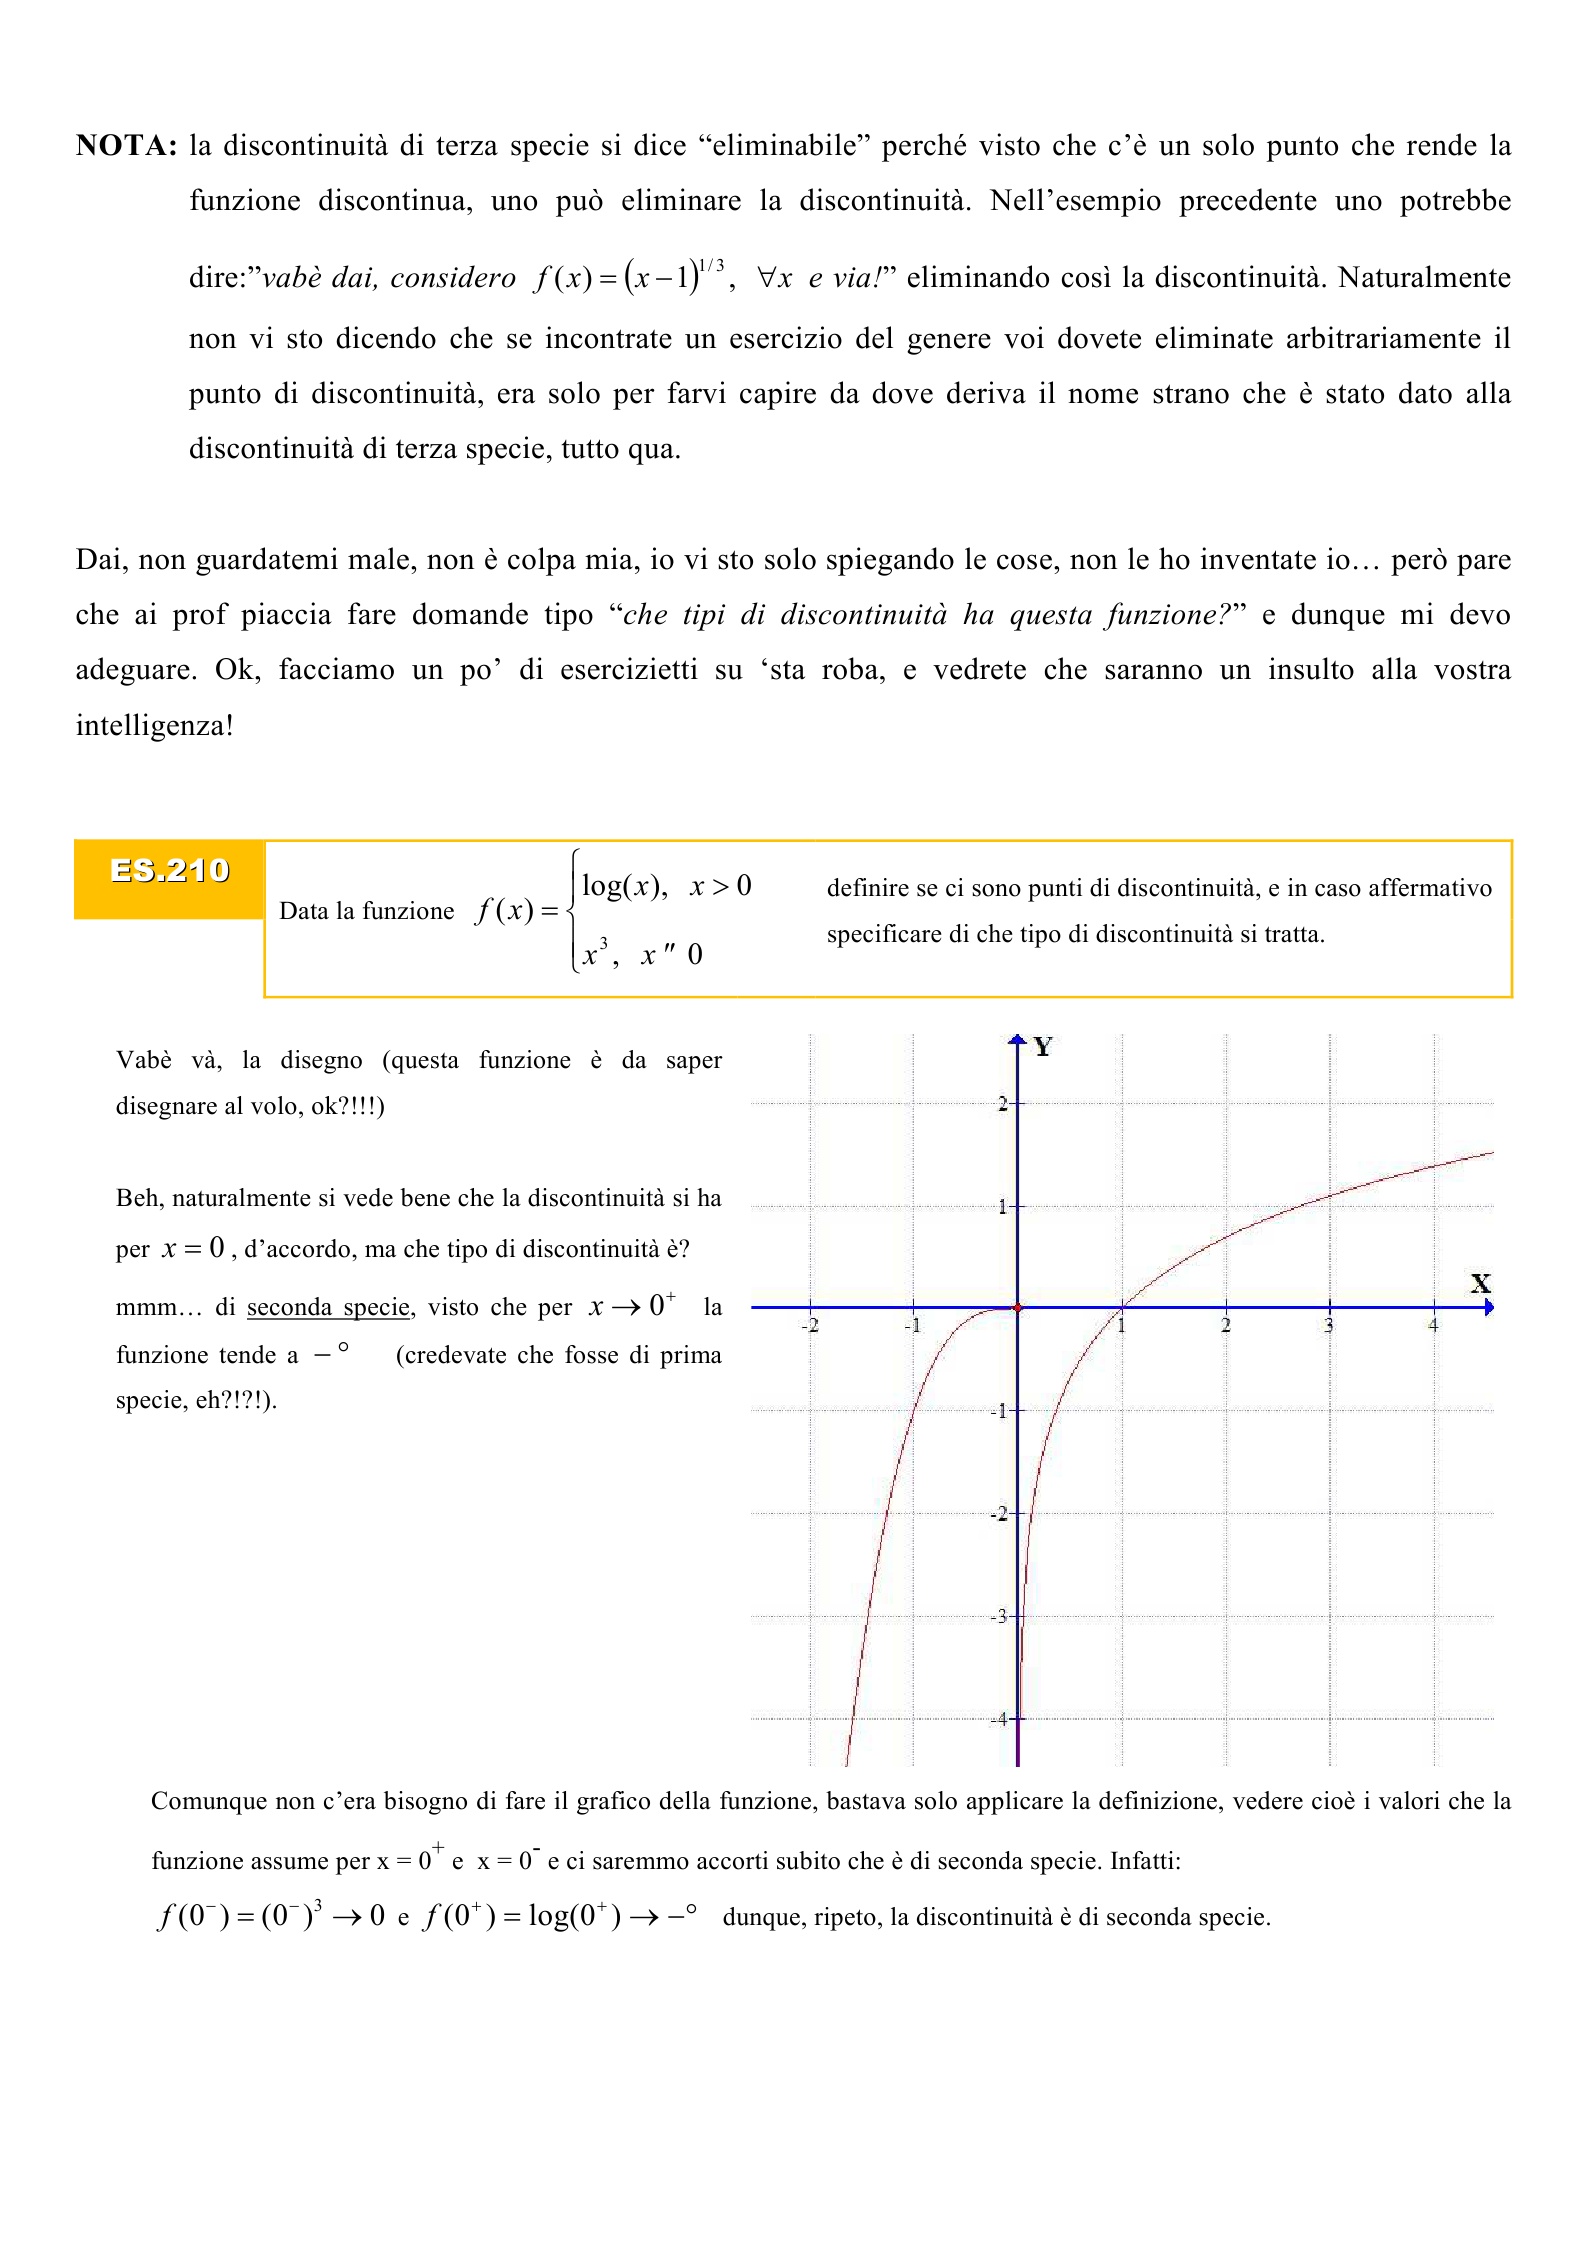 NOTA: la discontinuità di terza specie si dice “eliminabile” perché visto che c’è un solo punto che rende la
funzione discontinua, uno può eliminare la discontinuità. Nell’esempio precedente uno potrebbe
dire:”vabè dai, considero f(x) = (x − 1)^{1/3}, ∀x e via!” eliminando così la discontinuità. Naturalmente
non vi sto dicendo che se incontrate un esercizio del genere voi dovete eliminate arbitrariamente il
punto di discontinuità, era solo per farvi capire da dove deriva il nome strano che è stato dato alla
discontinuità di terza specie, tutto qua.
Dai, non guardatemi male, non è colpa mia, io vi sto solo spiegando le cose, non le ho inventate io… però pare
che ai prof piaccia fare domande tipo “che tipi di discontinuità ha questa funzione?” e dunque mi devo
adeguare. Ok, facciamo un po’ di esercizietti su ‘sta roba, e vedrete che saranno un insulto alla vostra
intelligenza!
ES.210
Data la funzione f(x) = { log(x), x > 0
x³, x ″ 0
definire se ci sono punti di discontinuità, e in caso affermativo
specificare di che tipo di discontinuità si tratta.
Vabè và, la disegno (questa funzione è da saper
disegnare al volo, ok?!!!)
Beh, naturalmente si vede bene che la discontinuità si ha
per x = 0 , d’accordo, ma che tipo di discontinuità è?
mmm… di seconda specie, visto che per x → 0⁺ la
funzione tende a − ° (credevate che fosse di prima
specie, eh?!?!).
Y
2
1
X
-2 -1 1 2 3 4
-1
-2
-3
-4
Comunque non c’era bisogno di fare il grafico della funzione, bastava solo applicare la definizione, vedere cioè i valori che la
funzione assume per x = 0⁺ e x = 0⁻ e ci saremmo accorti subito che è di seconda specie. Infatti:
f(0⁻) = (0⁻)³ → 0 e f(0⁺) = log(0⁺) → −° dunque, ripeto, la discontinuità è di seconda specie.